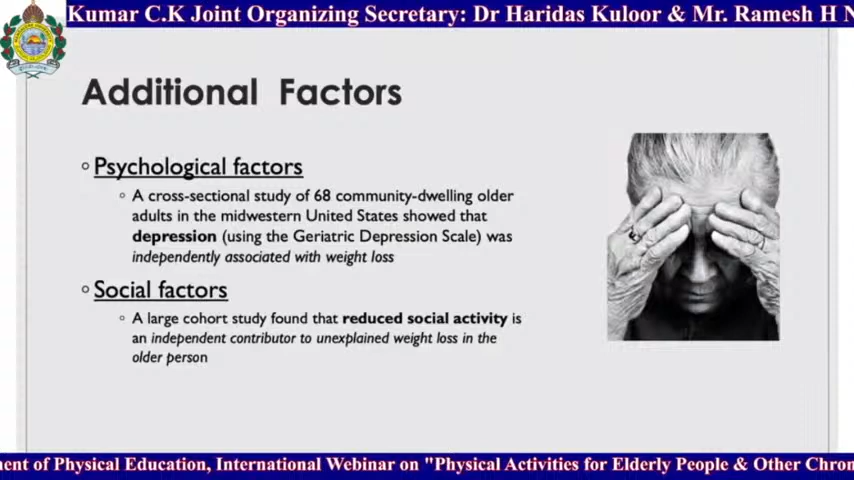 Kumar C.K Joint Organizing Secretary: Dr Haridas Kuloor & Mr. Ramesh H N
Additional Factors
Psychological factors
A cross-sectional study of 68 community-dwelling older
adults in the midwestern United States showed that
depression (using the Geriatric Depression Scale) was
independently associated with weight loss
Social factors
A large cohort study found that reduced social activity is
an independent contributor to unexplained weight loss in the
older person
of Physical Education, International Webinar on "Physical Activities for Elderly People & Other